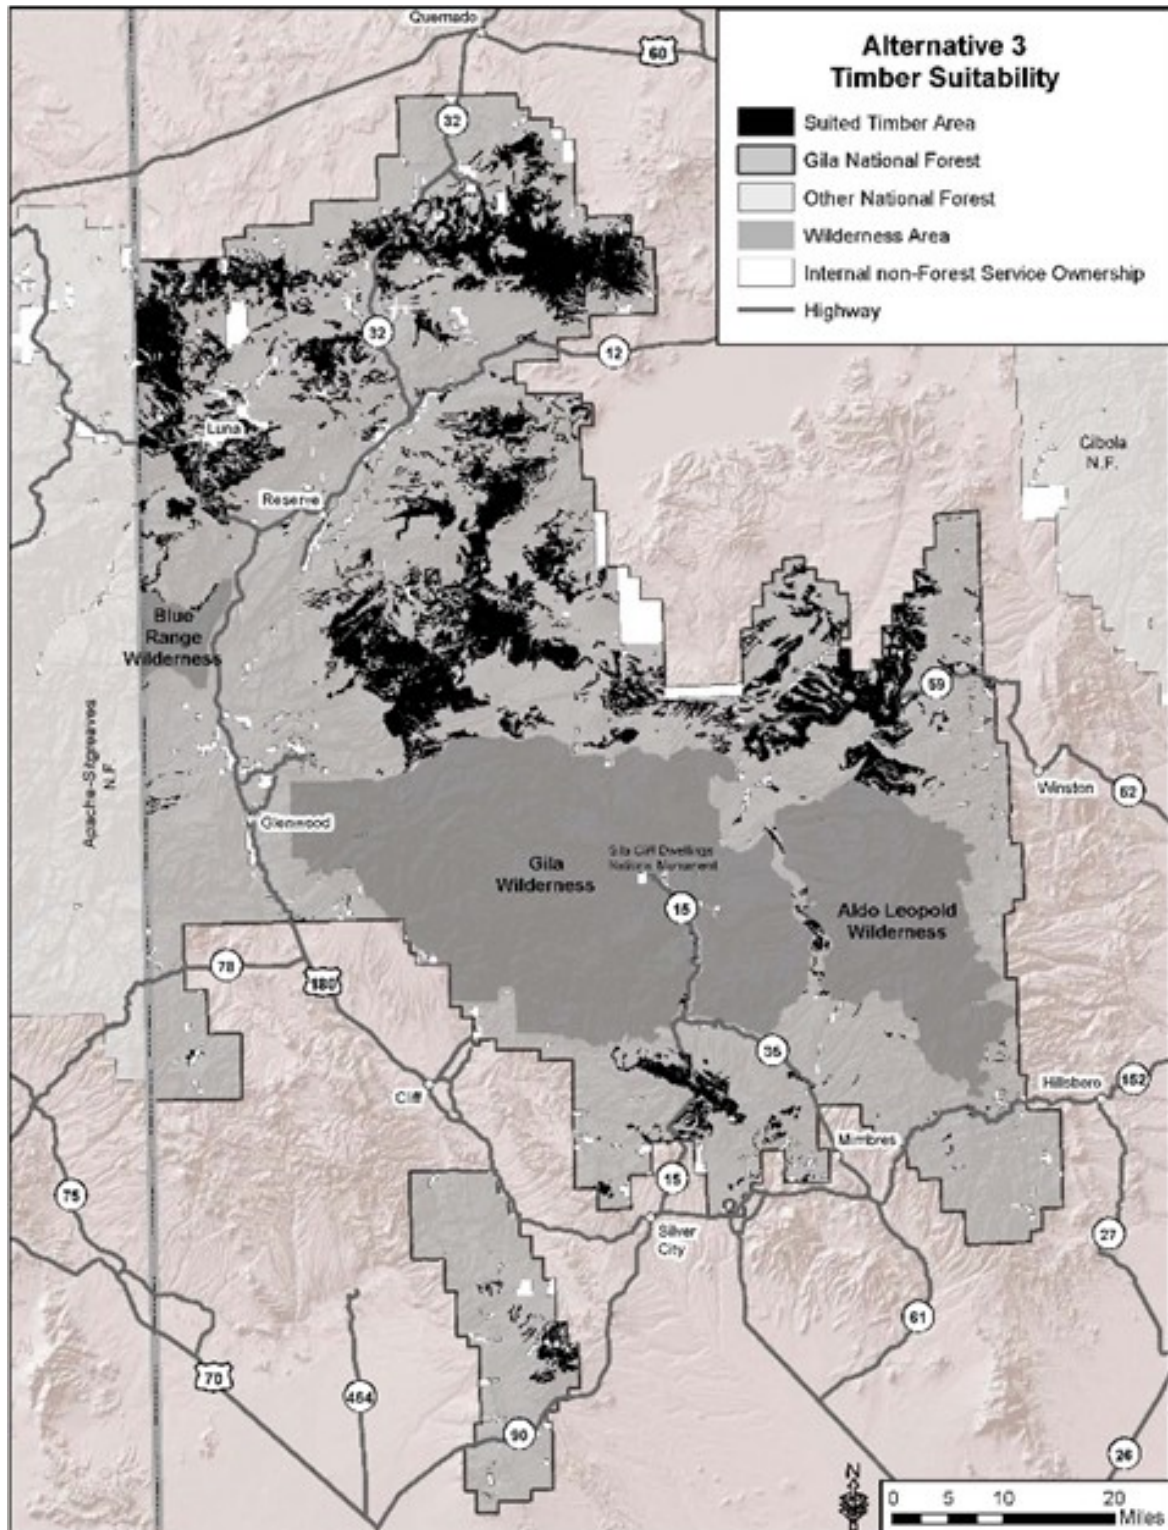 Quemado
60
Alternative 3
Timber Suitability
Suited Timber Area
Gila National Forest
Other National Forest
Wilderness Area
Internal non-Forest Service Ownership
Highway
32
32
12
Luna
Cibola
N.F.
Reserve
Blue
Range
Wilderness
59
Apache-Sitgreaves
N.F.
Winston
52
Glenwood
Gila
Wilderness
Gila Cliff Dwellings
National Monument
15
Aldo Leopold
Wilderness
78
180
35
Hillsboro
152
Cliff
Mimbres
75
15
Silver
City
27
61
70
464
90
26
N
0 5 10 20
Miles